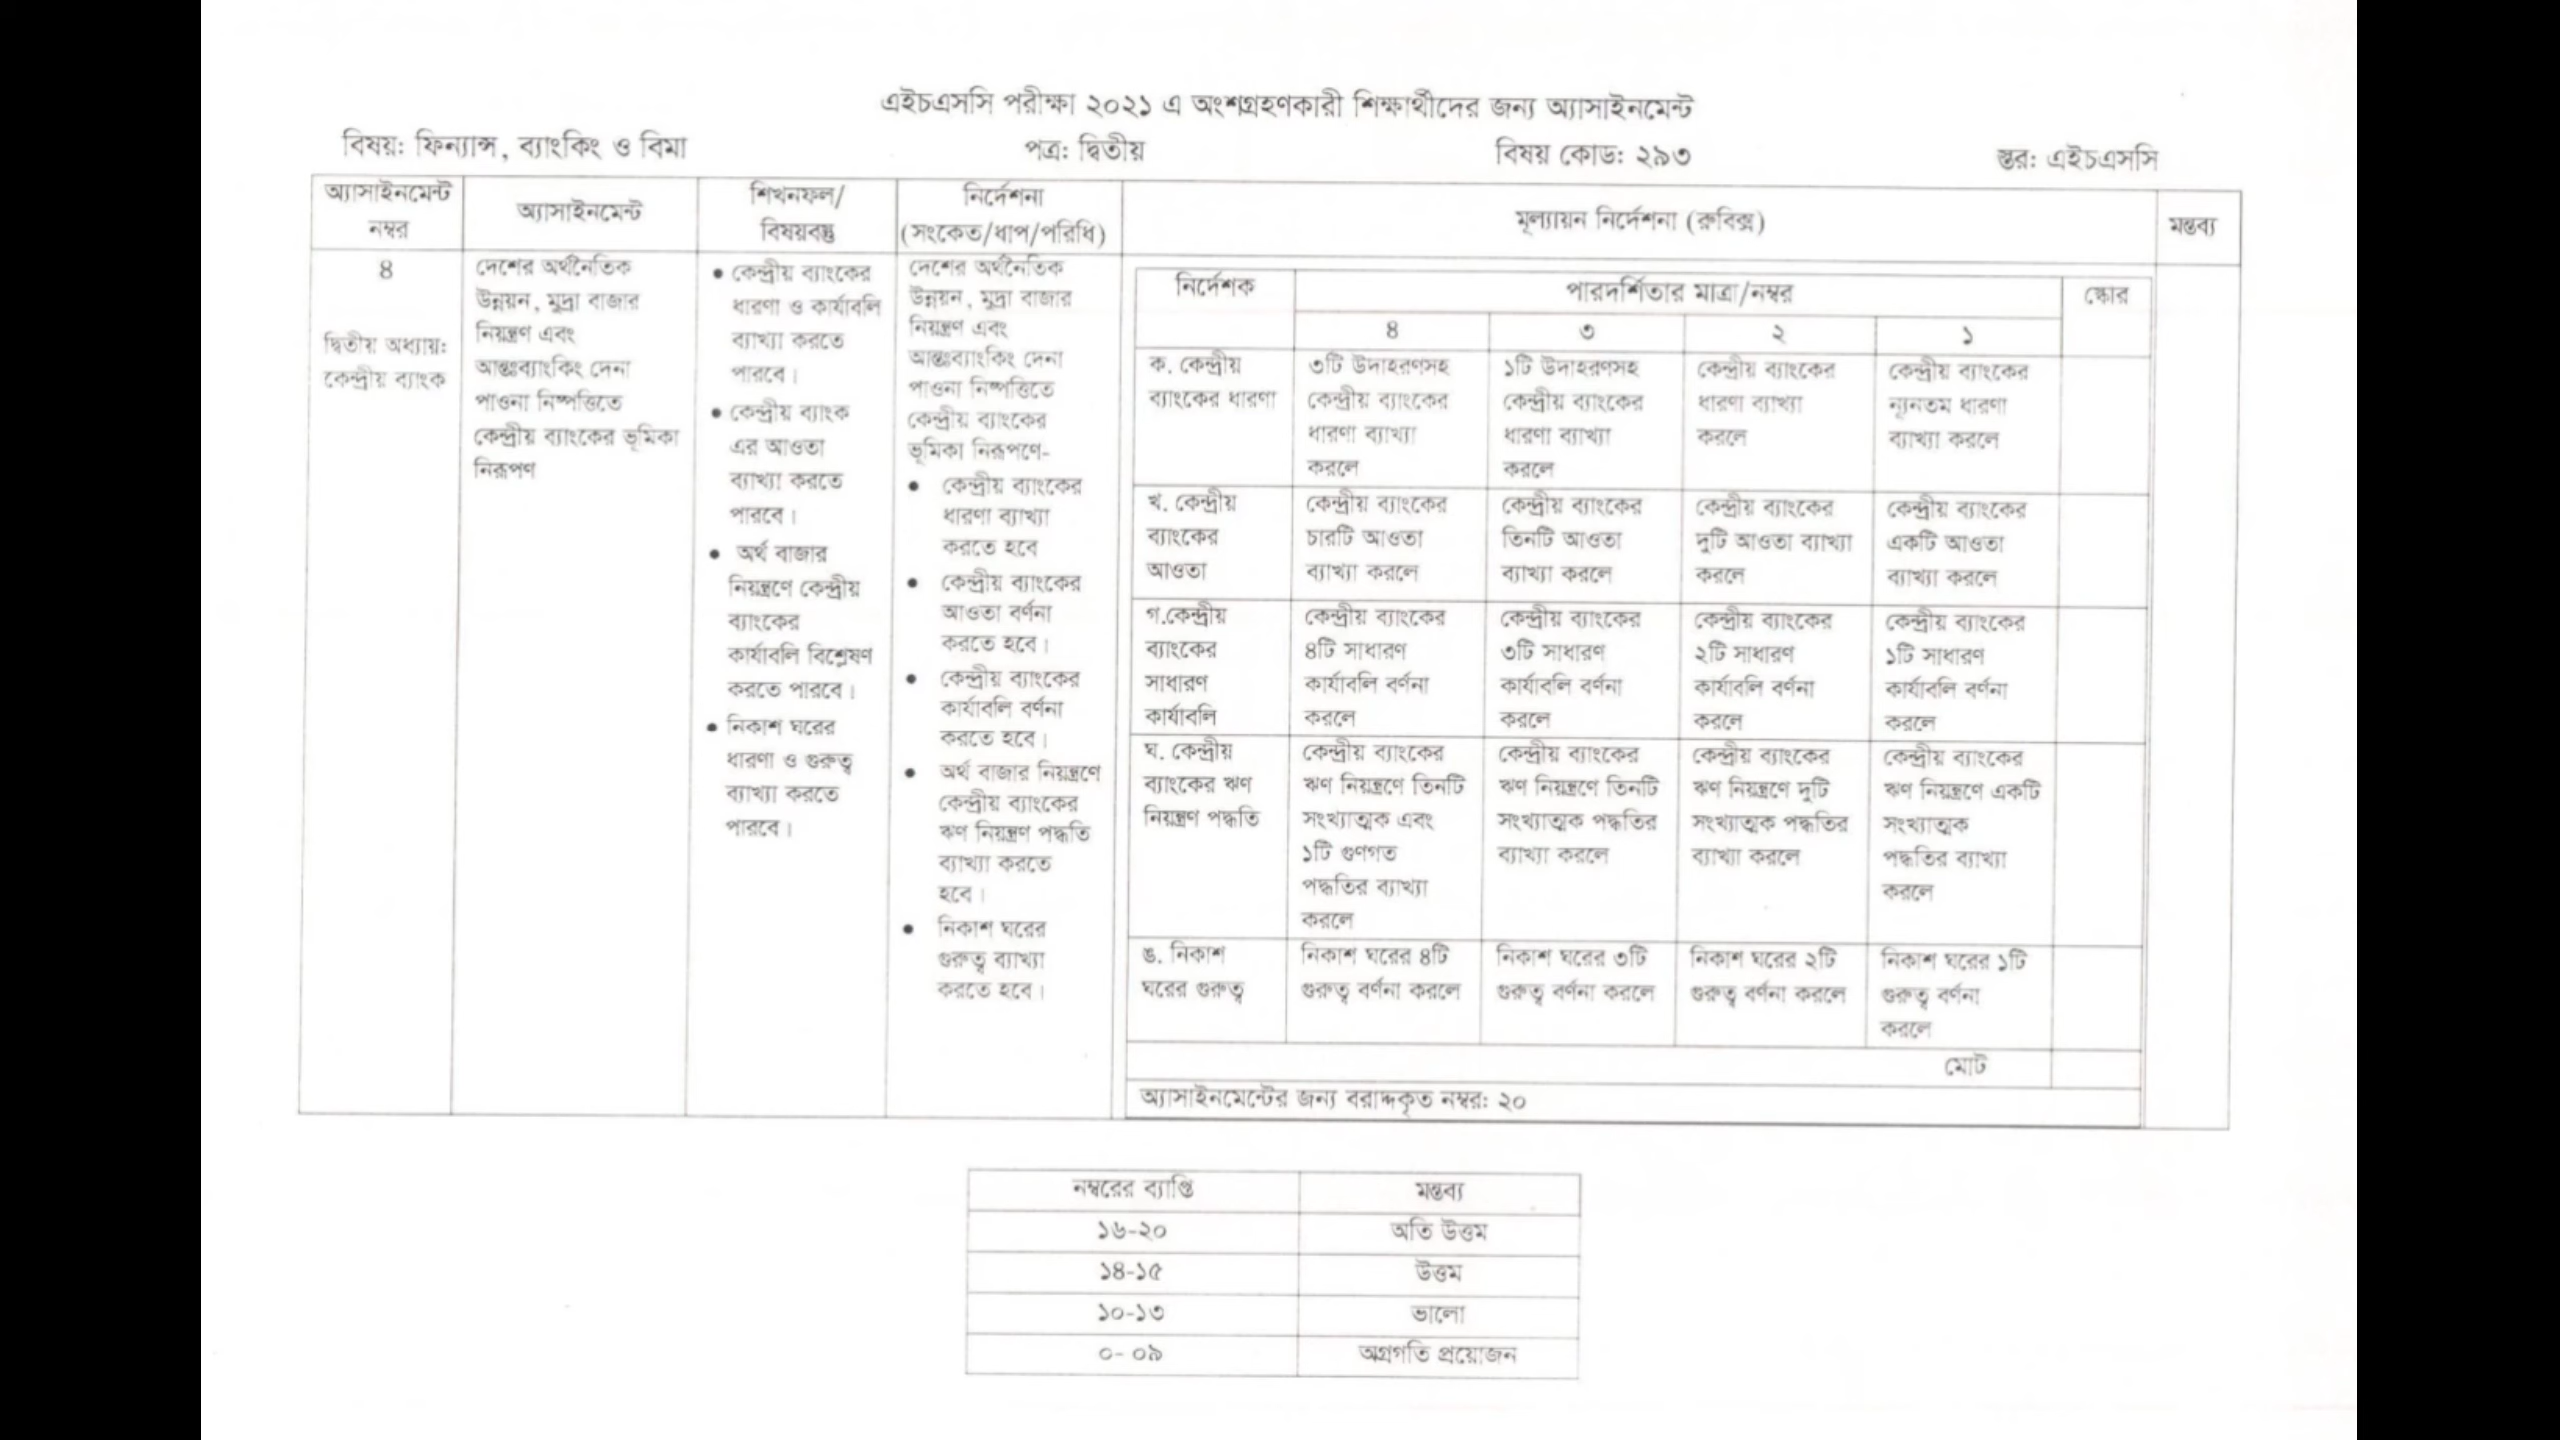 এইচএসসি পরীক্ষা ২০২১ এ অংশগ্রহণকারী শিক্ষার্থীদের জন্য অ্যাসাইনমেন্ট
বিষয়: ফিন্যান্স, ব্যাংকিং ও বিমা পত্র: দ্বিতীয় বিষয় কোড: ২৯৩ স্তর: এইচএসসি
অ্যাসাইনমেন্ট
নম্বর
অ্যাসাইনমেন্ট
শিখনফল/
বিষয়বস্তু
নির্দেশনা
(সংকেত/ধাপ/পরিধি)
মূল্যায়ন নির্দেশনা (রুবিক্স)
মন্তব্য
৪
দ্বিতীয় অধ্যায়:
কেন্দ্রীয় ব্যাংক
দেশের অর্থনৈতিক
উন্নয়ন, মুদ্রা বাজার
নিয়ন্ত্রণ এবং
আন্তঃব্যাংকিং দেনা
পাওনা নিষ্পত্তিতে
কেন্দ্রীয় ব্যাংকের ভূমিকা
নিরূপণ
• কেন্দ্রীয় ব্যাংকের
ধারণা ও কার্যাবলি
ব্যাখ্যা করতে
পারবে।
• কেন্দ্রীয় ব্যাংক
এর আওতা
ব্যাখ্যা করতে
পারবে।
• অর্থ বাজার
নিয়ন্ত্রণে কেন্দ্রীয়
ব্যাংকের
কার্যাবলি বিশ্লেষণ
করতে পারবে।
• নিকাশ ঘরের
ধারণা ও গুরুত্ব
ব্যাখ্যা করতে
পারবে।
দেশের অর্থনৈতিক
উন্নয়ন, মুদ্রা বাজার
নিয়ন্ত্রণ এবং
আন্তঃব্যাংকিং দেনা
পাওনা নিষ্পত্তিতে
কেন্দ্রীয় ব্যাংকের
ভূমিকা নিরূপণে-
• কেন্দ্রীয় ব্যাংকের
ধারণা ব্যাখ্যা
করতে হবে
• কেন্দ্রীয় ব্যাংকের
আওতা বর্ণনা
করতে হবে।
• কেন্দ্রীয় ব্যাংকের
কার্যাবলি বর্ণনা
করতে হবে।
• অর্থ বাজার নিয়ন্ত্রণে
কেন্দ্রীয় ব্যাংকের
ঋণ নিয়ন্ত্রণ পদ্ধতি
ব্যাখ্যা করতে
হবে।
• নিকাশ ঘরের
গুরুত্ব ব্যাখ্যা
করতে হবে।
নির্দেশক
পারদর্শিতার মাত্রা/নম্বর
স্কোর
৪ ৩ ২ ১
ক. কেন্দ্রীয়
ব্যাংকের ধারণা
৩টি উদাহরণসহ
কেন্দ্রীয় ব্যাংকের
ধারণা ব্যাখ্যা
করলে
১টি উদাহরণসহ
কেন্দ্রীয় ব্যাংকের
ধারণা ব্যাখ্যা
করলে
কেন্দ্রীয় ব্যাংকের
ধারণা ব্যাখ্যা
করলে
কেন্দ্রীয় ব্যাংকের
ন্যূনতম ধারণা
ব্যাখ্যা করলে
খ. কেন্দ্রীয়
ব্যাংকের
আওতা
কেন্দ্রীয় ব্যাংকের
চারটি আওতা
ব্যাখ্যা করলে
কেন্দ্রীয় ব্যাংকের
তিনটি আওতা
ব্যাখ্যা করলে
কেন্দ্রীয় ব্যাংকের
দুটি আওতা ব্যাখ্যা
করলে
কেন্দ্রীয় ব্যাংকের
একটি আওতা
ব্যাখ্যা করলে
গ.কেন্দ্রীয়
ব্যাংকের
সাধারণ
কার্যাবলি
কেন্দ্রীয় ব্যাংকের
৪টি সাধারণ
কার্যাবলি বর্ণনা
করলে
কেন্দ্রীয় ব্যাংকের
৩টি সাধারণ
কার্যাবলি বর্ণনা
করলে
কেন্দ্রীয় ব্যাংকের
২টি সাধারণ
কার্যাবলি বর্ণনা
করলে
কেন্দ্রীয় ব্যাংকের
১টি সাধারণ
কার্যাবলি বর্ণনা
করলে
ঘ. কেন্দ্রীয়
ব্যাংকের ঋণ
নিয়ন্ত্রণ পদ্ধতি
কেন্দ্রীয় ব্যাংকের
ঋণ নিয়ন্ত্রণে তিনটি
সংখ্যাত্মক এবং
১টি গুণগত
পদ্ধতির ব্যাখ্যা
করলে
কেন্দ্রীয় ব্যাংকের
ঋণ নিয়ন্ত্রণে তিনটি
সংখ্যাত্মক পদ্ধতির
ব্যাখ্যা করলে
কেন্দ্রীয় ব্যাংকের
ঋণ নিয়ন্ত্রণে দুটি
সংখ্যাত্মক পদ্ধতির
ব্যাখ্যা করলে
কেন্দ্রীয় ব্যাংকের
ঋণ নিয়ন্ত্রণে একটি
সংখ্যাত্মক
পদ্ধতির ব্যাখ্যা
করলে
ঙ. নিকাশ
ঘরের গুরুত্ব
নিকাশ ঘরের ৪টি
গুরুত্ব বর্ণনা করলে
নিকাশ ঘরের ৩টি
গুরুত্ব বর্ণনা করলে
নিকাশ ঘরের ২টি
গুরুত্ব বর্ণনা করলে
নিকাশ ঘরের ১টি
গুরুত্ব বর্ণনা
করলে
মোট
অ্যাসাইনমেন্টের জন্য বরাদ্দকৃত নম্বর: ২০
নম্বরের ব্যাপ্তি মন্তব্য
১৬-২০ অতি উত্তম
১৪-১৫ উত্তম
১০-১৩ ভালো
০- ০৯ অগ্রগতি প্রয়োজন